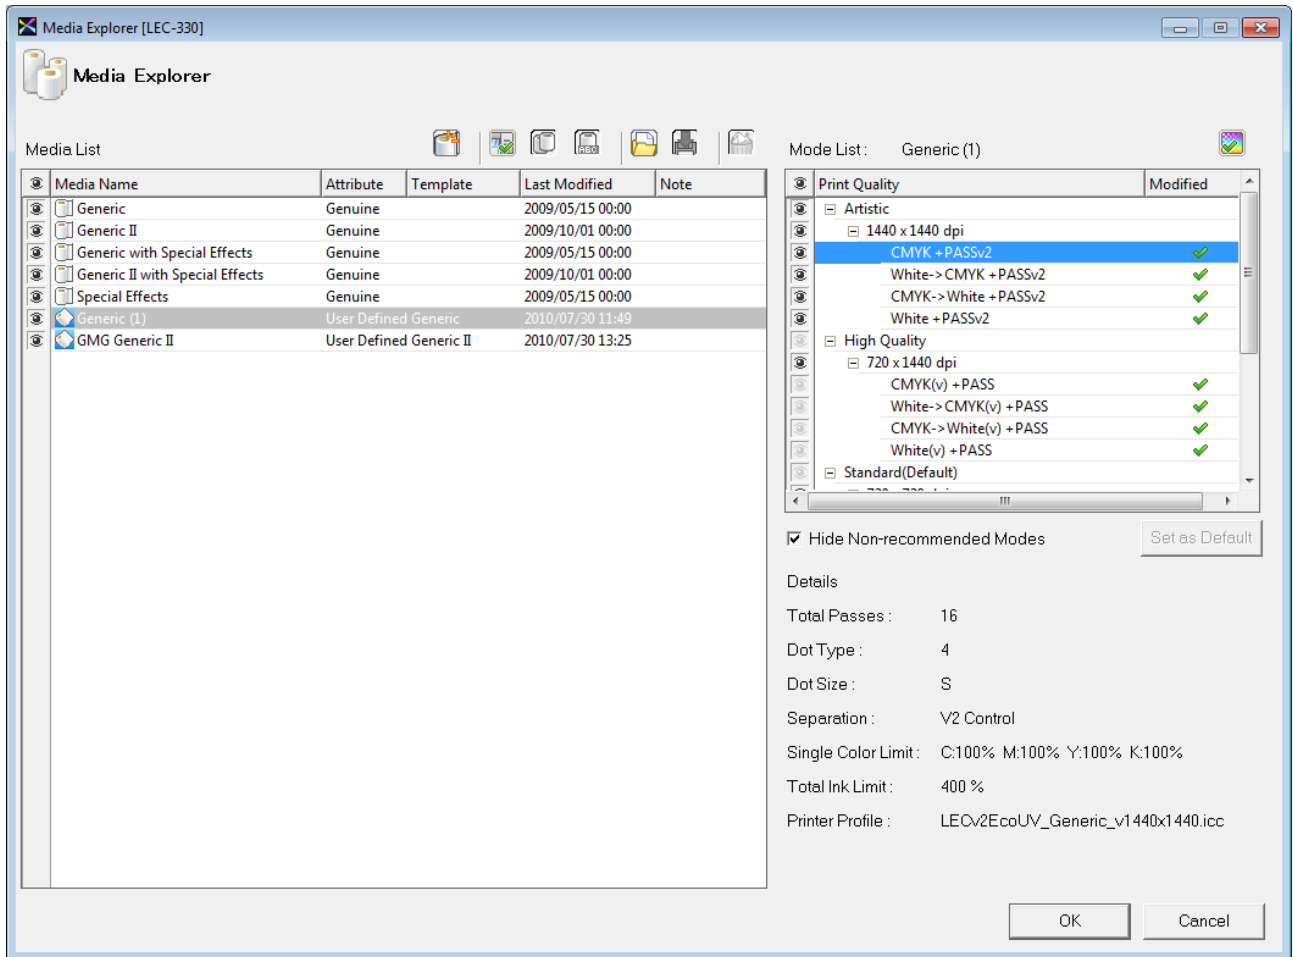 Media Explorer [LEC-330]
Media Explorer
Media List
ABC
Mode List : Generic (1)
Media Name Attribute Template Last Modified Note
Generic Genuine 2009/05/15 00:00
Generic II Genuine 2009/10/01 00:00
Generic with Special Effects Genuine 2009/05/15 00:00
Generic II with Special Effects Genuine 2009/10/01 00:00
Special Effects Genuine 2009/05/15 00:00
Generic (1) User Defined Generic 2010/07/30 11:49
GMG Generic II User Defined Generic II 2010/07/30 13:25
Print Quality Modified
Artistic
1440 x 1440 dpi
CMYK +PASSv2
White->CMYK +PASSv2
CMYK->White +PASSv2
White +PASSv2
High Quality
720 x 1440 dpi
CMYK(v) +PASS
White->CMYK(v) +PASS
CMYK->White(v) +PASS
White(v) +PASS
Standard(Default)
Hide Non-recommended Modes
Set as Default
Details
Total Passes : 16
Dot Type : 4
Dot Size : S
Separation : V2 Control
Single Color Limit : C:100% M:100% Y:100% K:100%
Total Ink Limit : 400 %
Printer Profile : LECv2EcoUV_Generic_v1440x1440.icc
OK
Cancel